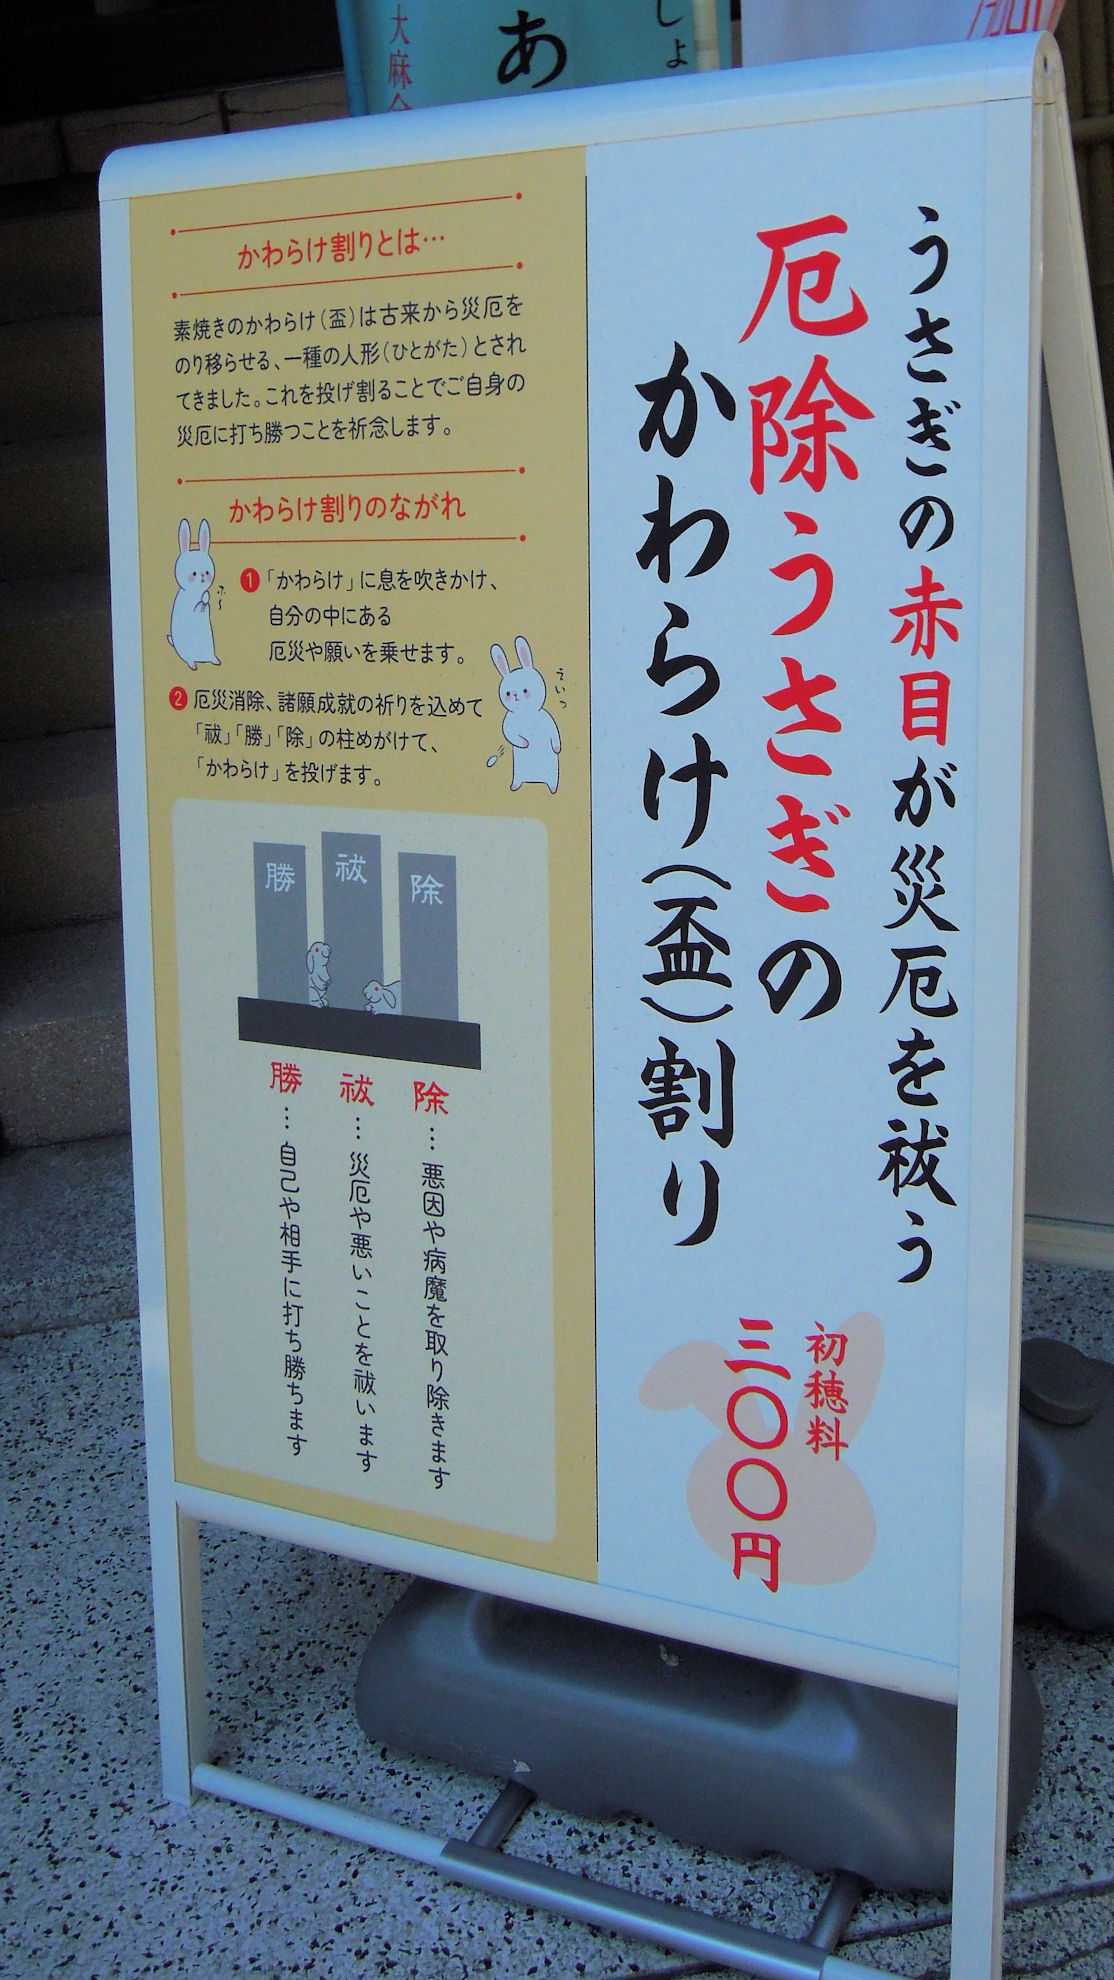 大麻
あ
しょ
うさぎの赤目が災厄を祓う
厄除うさぎの
かわらけ(盃)割り
初穂料
三〇〇円
かわらけ割りとは…
素焼きのかわらけ(盃)は古来から災厄を
のり移らせる、一種の人形(ひとがた)とされ
てきました。これを投げ割ることでご自身の
災厄に打ち勝つことを祈念します。
かわらけ割りのながれ
1 「かわらけ」に息を吹きかけ、
自分の中にある
厄災や願いを乗せます。
ふ〜
2 厄災消除、諸願成就の祈りを込めて
「祓」「勝」「除」の柱めがけて、
「かわらけ」を投げます。
えいっ
勝
祓
除
除…悪因や病魔を取り除きます
祓…災厄や悪いことを祓います
勝…自己や相手に打ち勝ちます